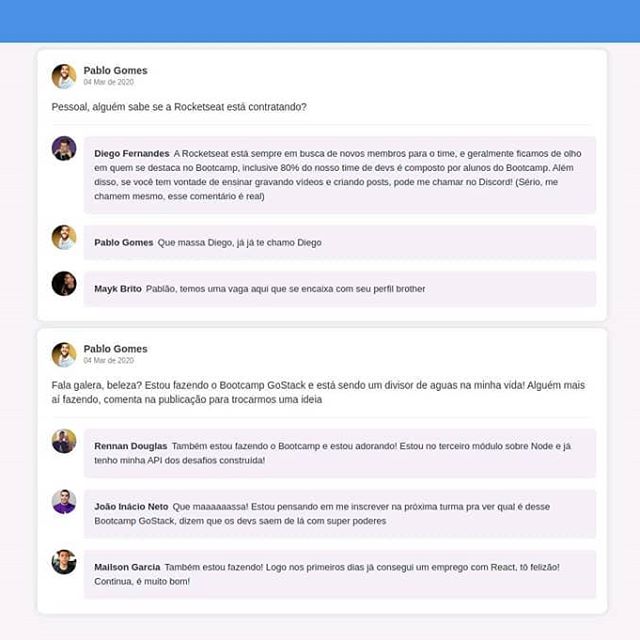 Pablo Gomes
04 Mar de 2020
Pessoal, alguém sabe se a Rocketseat está contratando?
Diego Fernandes A Rocketseat está sempre em busca de novos membros para o time, e geralmente ficamos de olho
em quem se destaca no Bootcamp, inclusive 80% do nosso time de devs é composto por alunos do Bootcamp. Além
disso, se você tem vontade de ensinar gravando vídeos e criando posts, pode me chamar no Discord! (Sério, me
chamem mesmo, esse comentário é real)
Pablo Gomes Que massa Diego, já já te chamo Diego
Mayk Brito Pablão, temos uma vaga aqui que se encaixa com seu perfil brother
Pablo Gomes
04 Mar de 2020
Fala galera, beleza? Estou fazendo o Bootcamp GoStack e está sendo um divisor de aguas na minha vida! Alguém mais
aí fazendo, comenta na publicação para trocarmos uma ideia
Rennan Douglas Também estou fazendo o Bootcamp e estou adorando! Estou no terceiro módulo sobre Node e já
tenho minha API dos desafios construída!
João Inácio Neto Que maaaaaassa! Estou pensando em me inscrever na próxima turma pra ver qual é desse
Bootcamp GoStack, dizem que os devs saem de lá com super poderes
Mailson Garcia Também estou fazendo! Logo nos primeiros dias já consegui um emprego com React, tô felizão!
Continua, é muito bom!